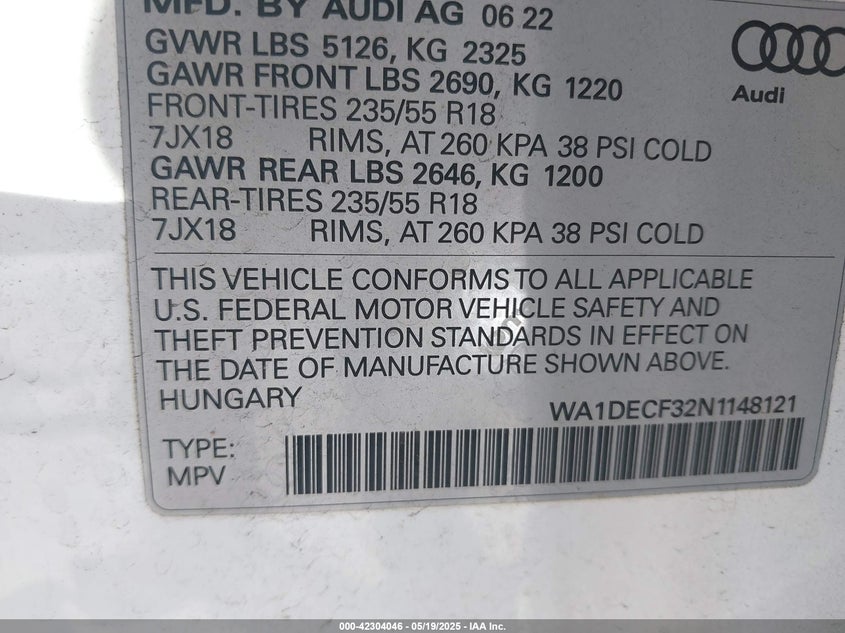 MFD. BY AUDI AG 06 22
GVWR LBS 5126, KG 2325
GAWR FRONT LBS 2690, KG 1220
FRONT-TIRES 235/55 R18
7JX18 RIMS, AT 260 KPA 38 PSI COLD
GAWR REAR LBS 2646, KG 1200
REAR-TIRES 235/55 R18
7JX18 RIMS, AT 260 KPA 38 PSI COLD
Audi
THIS VEHICLE CONFORMS TO ALL APPLICABLE
U.S. FEDERAL MOTOR VEHICLE SAFETY AND
THEFT PREVENTION STANDARDS IN EFFECT ON
THE DATE OF MANUFACTURE SHOWN ABOVE.
HUNGARY
WA1DECF32N1148121
TYPE:
MPV
000-42304046 - 05/19/2025 - IAA Inc.